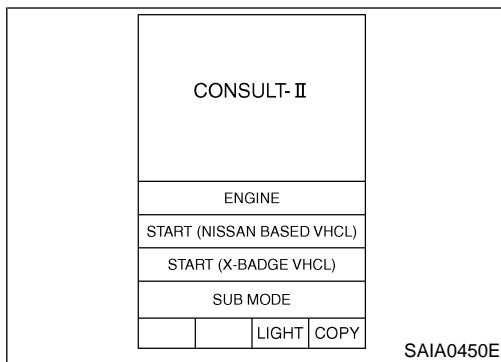 CONSULT-II
ENGINE
START (NISSAN BASED VHCL)
START (X-BADGE VHCL)
SUB MODE
LIGHT COPY
SAIA0450E